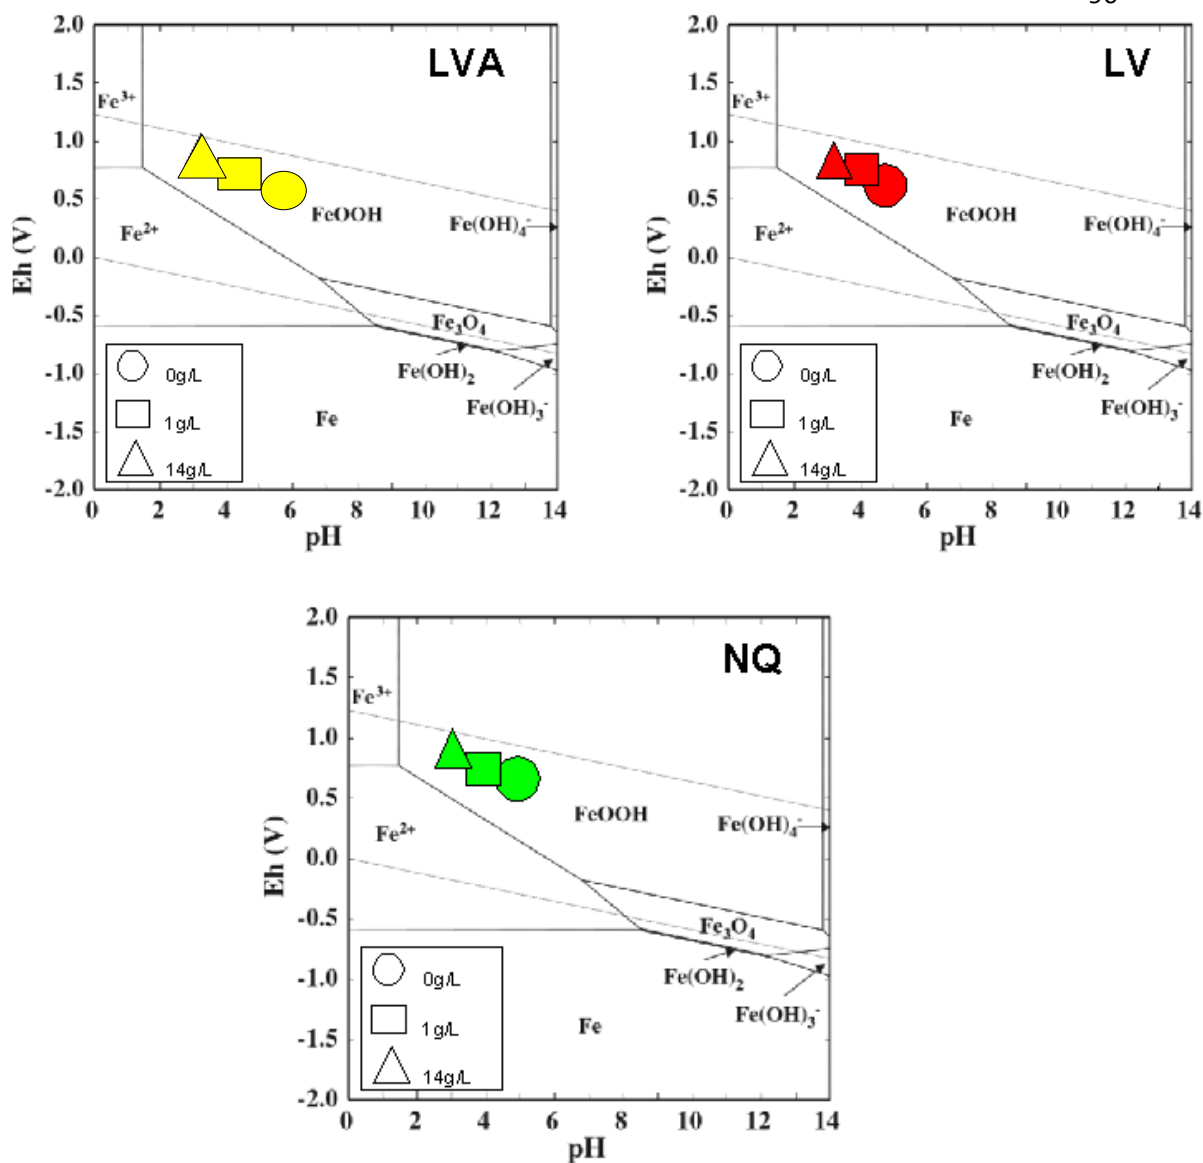 2.0
LVA
1.5
Fe³⁺
1.0
0.5
FeOOH
Fe(OH)₄⁻
Fe²⁺
0.0
Eh (V)
-0.5
Fe₃O₄
0g/L
Fe(OH)₂
-1.0
1g/L
Fe(OH)₃⁻
Fe
-1.5
14g/L
-2.0
0 2 4 6 8 10 12 14
pH
2.0
LV
1.5
Fe³⁺
1.0
0.5
FeOOH
Fe(OH)₄⁻
Fe²⁺
0.0
Eh (V)
-0.5
Fe₃O₄
0g/L
Fe(OH)₂
-1.0
1g/L
Fe(OH)₃⁻
Fe
-1.5
14g/L
-2.0
0 2 4 6 8 10 12 14
pH
2.0
NQ
1.5
Fe³⁺
1.0
0.5
FeOOH
Fe(OH)₄⁻
Fe²⁺
0.0
Eh (V)
-0.5
Fe₃O₄
0g/L
Fe(OH)₂
-1.0
1g/L
Fe(OH)₃⁻
Fe
-1.5
14g/L
-2.0
0 2 4 6 8 10 12 14
pH